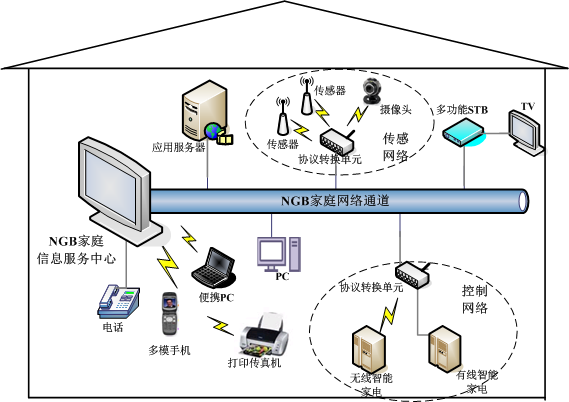 传感器
摄像头
多功能STB
TV
应用服务器
传感器
协议转换单元
传感
网络
NGB家庭网络通道
NGB家庭
信息服务中心
PC
便携PC
协议转换单元
控制
网络
电话
多模手机
打印传真机
无线智能
家电
有线智能
家电